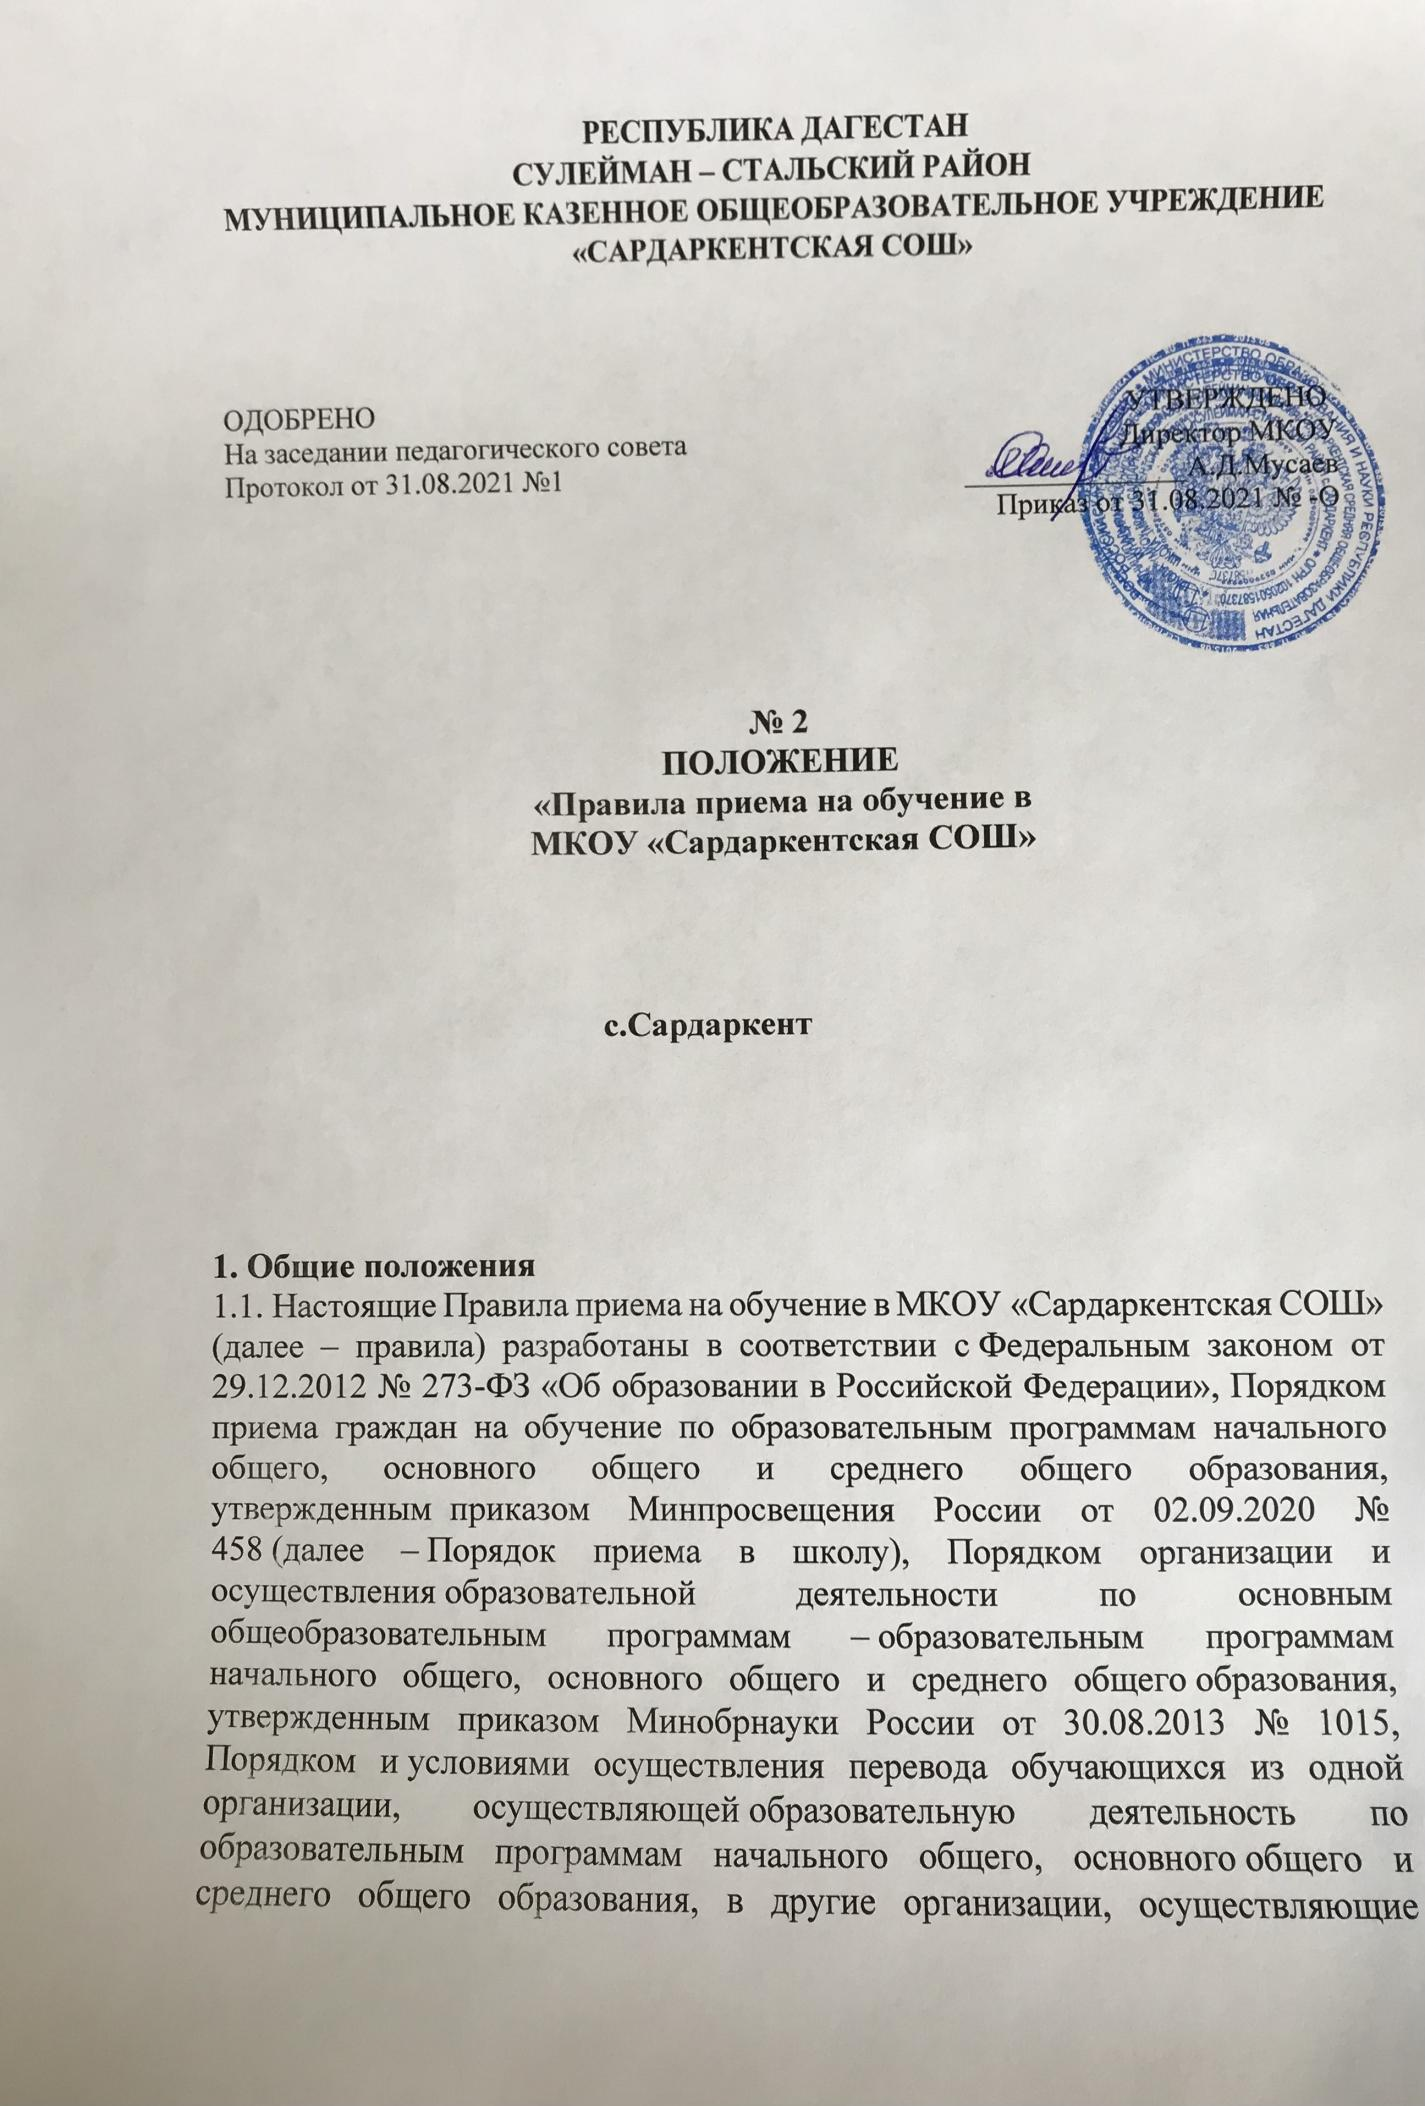 РЕСПУБЛИКА ДАГЕСТАН
СУЛЕЙМАН – СТАЛЬСКИЙ РАЙОН
МУНИЦИПАЛЬНОЕ КАЗЕННОЕ ОБЩЕОБРАЗОВАТЕЛЬНОЕ УЧРЕЖДЕНИЕ
«САРДАРКЕНТСКАЯ СОШ»
ОДОБРЕНО
На заседании педагогического совета
Протокол от 31.08.2021 №1
УТВЕРЖДЕНО
Директор МКОУ
А.Д.Мусаев
Приказ от 31.08.2021 № -О
№ 2
ПОЛОЖЕНИЕ
«Правила приема на обучение в
МКОУ «Сардаркентская СОШ»
с.Сардаркент
1. Общие положения
1.1. Настоящие Правила приема на обучение в МКОУ «Сардаркентская СОШ»
(далее – правила) разработаны в соответствии с Федеральным законом от
29.12.2012 № 273-ФЗ «Об образовании в Российской Федерации», Порядком
приема граждан на обучение по образовательным программам начального
общего, основного общего и среднего общего образования,
утвержденным приказом Минпросвещения России от 02.09.2020 №
458 (далее – Порядок приема в школу), Порядком организации и
осуществления образовательной деятельности по основным
общеобразовательным программам – образовательным программам
начального общего, основного общего и среднего общего образования,
утвержденным приказом Минобрнауки России от 30.08.2013 № 1015,
Порядком и условиями осуществления перевода обучающихся из одной
организации, осуществляющей образовательную деятельность по
образовательным программам начального общего, основного общего и
среднего общего образования, в другие организации, осуществляющие